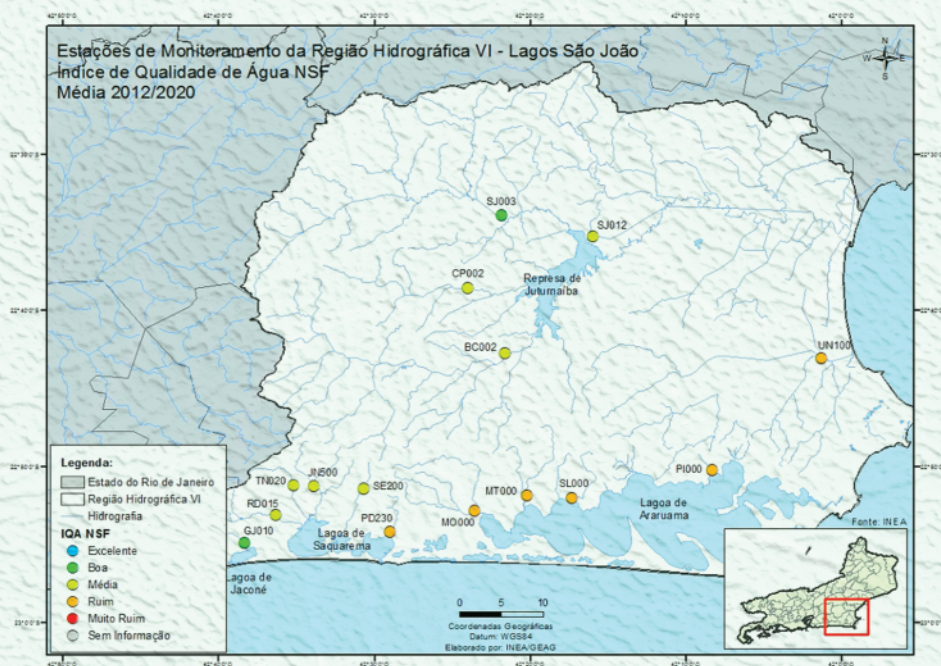 Estações de Monitoramento da Região Hidrográfica VI - Lagos São João
Índice de Qualidade de Água NSF
Média 2012/2020
N
W E
S
SJ003
SJ012
CP002
Represa de
Juturnaíba
BC002
UN100
TN020
JN500
SE200
RD015
GJ010
PD230
MO000
MT000
SL000
PI000
Lagoa de
Saquarema
Lagoa de
Araruama
agoa de
Jaconé
Legenda:
Estado do Rio de Janeiro
Região Hidrográfica VI
Hidrografia
IQA NSF
Excelente
Boa
Média
Ruim
Muito Ruim
Sem Informação
0 5 10
Coordenadas Geográficas
Datum: WGS84
Elaborado por: INEA/GEAG
Fonte: INEA